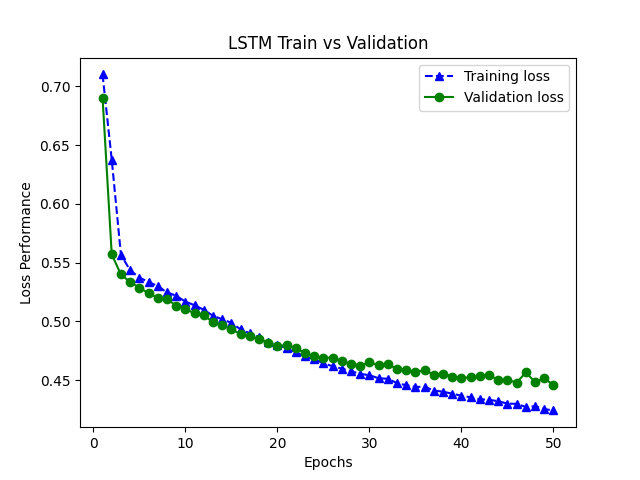 LSTM Train vs Validation
Training loss
Validation loss
Loss Performance
0.70
0.65
0.60
0.55
0.50
0.45
0 10 20 30 40 50
Epochs